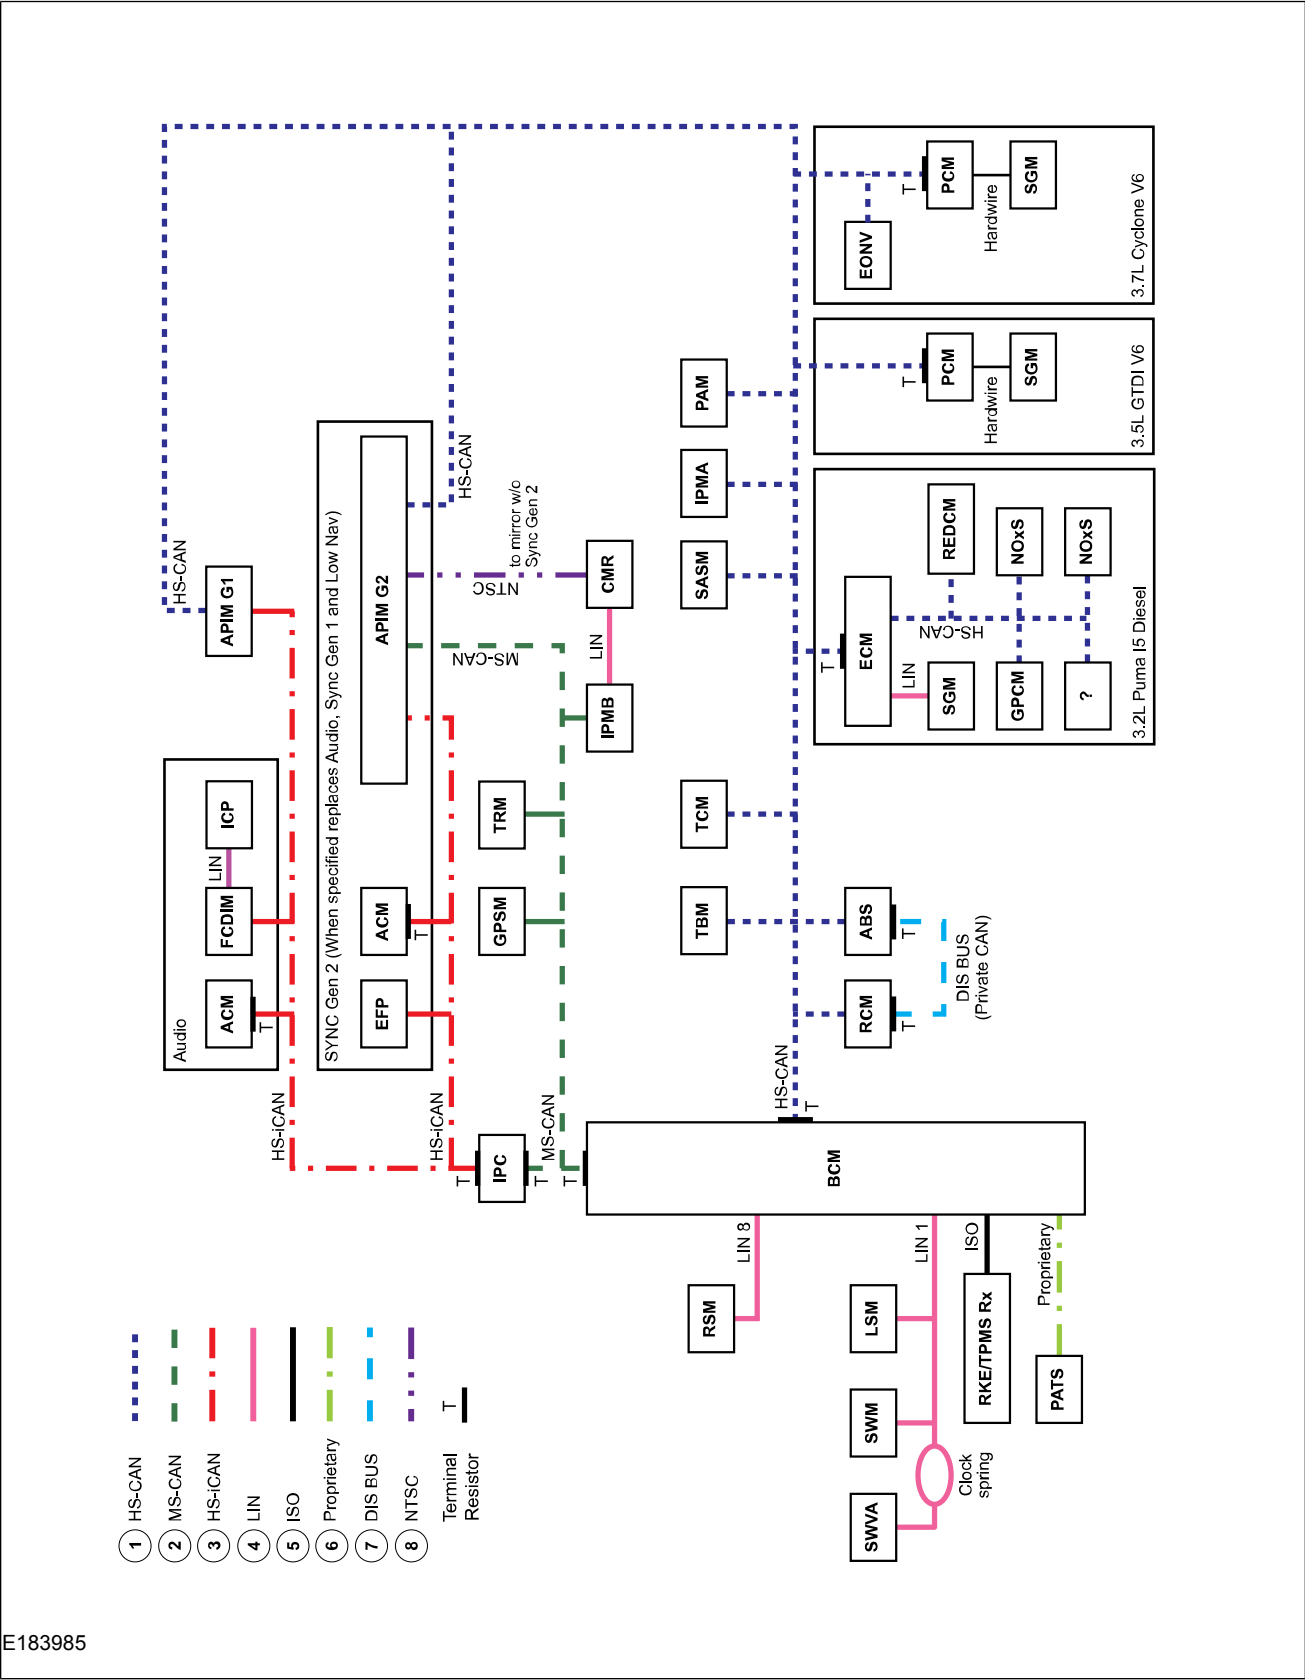 HS-CAN
APIM G1
HS-CAN
Audio
ICP
LIN
FCDIM
ACM
T
HS-iCAN
SYNC Gen 2 (When specified replaces Audio, Sync Gen 1 and Low Nav)
APIM G2
ACM
T
EFP
HS-CAN
HS-iCAN
to mirror w/o
Sync Gen 2
NTSC
MS-CAN
CMR
LIN
IPMB
TRM
GPSM
MS-CAN
T
IPC
T
T
PAM
IPMA
SASM
TCM
TBM
HS-CAN
T
ABS
T
RCM
T
DIS BUS
(Private CAN)
T
EONV
PCM
Hardwire
SGM
3.7L Cyclone V6
T
PCM
Hardwire
SGM
3.5L GTDI V6
T
ECM
HS-CAN
LIN
REDCM
SGM
NOxS
GPCM
NOxS
?
3.2L Puma I5 Diesel
BCM
LIN 8
LIN 1
ISO
Proprietary
RSM
LSM
SWM
SWVA
Clock
spring
RKE/TPMS Rx
PATS
1 HS-CAN
2 MS-CAN
3 HS-iCAN
4 LIN
5 ISO
6 Proprietary
7 DIS BUS
8 NTSC
T
Terminal
Resistor
E183985